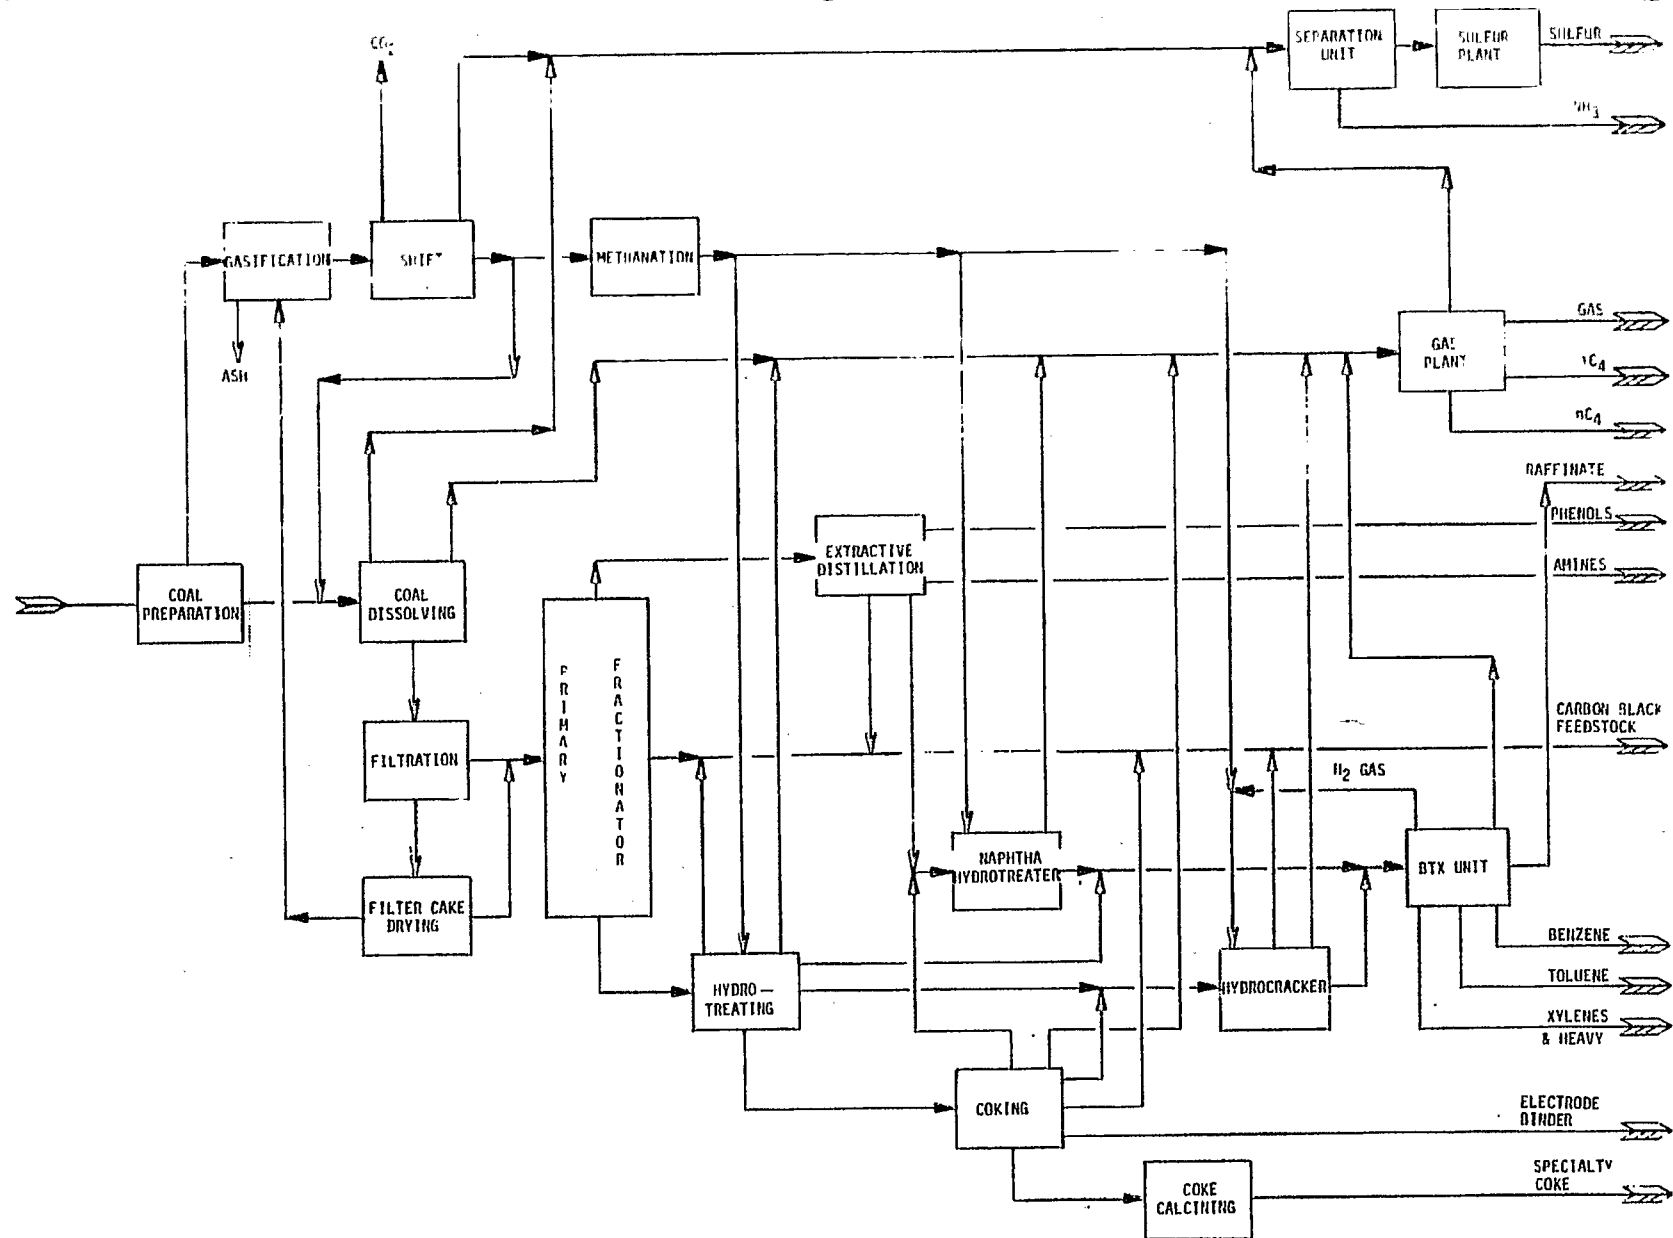 CO2
SEPARATION
UNIT
SULFUR
PLANT
SULFUR
NH3
GASIFICATION
SHIFT
METHANATION
ASH
GAS
PLANT
GAS
iC4
nC4
RAFFINATE
PHENOLS
AMINES
EXTRACTIVE
DISTILLATION
COAL
PREPARATION
COAL
DISSOLVING
PRIMARY
FRACTIONATOR
FILTRATION
CARBON BLACK
FEEDSTOCK
H2 GAS
NAPHTHA
HYDROTREATER
BTX UNIT
FILTER CAKE
DRYING
HYDRO-
TREATING
HYDROCRACKER
BENZENE
TOLUENE
XYLENES
& HEAVY
COKING
ELECTRODE
BINDER
COKE
CALCINING
SPECIALTY
COKE